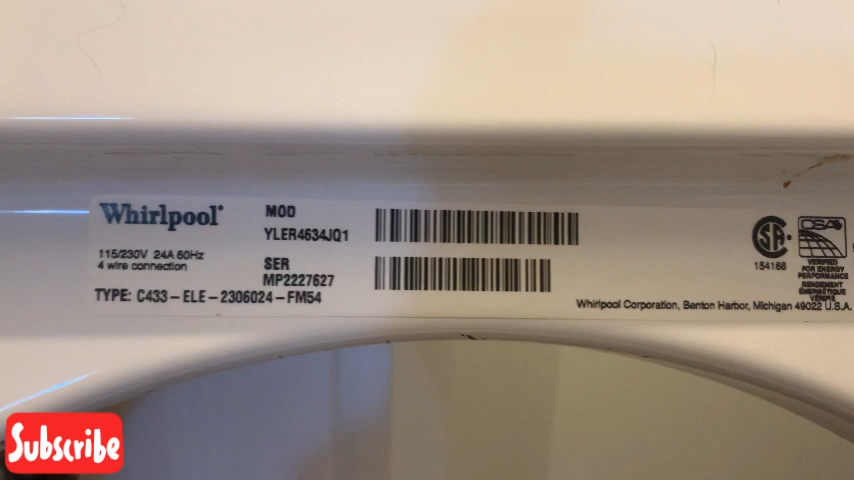 Whirlpool
MOD
YLER4634JQ1
115/230V 24A 60Hz
4 wire connection
SER
MP2227627
TYPE: C433-ELE-2306024-FM54
154166
CSA
VERIFIED
FOR ENERGY
PERFORMANCE
RENDEMENT
ÉNERGÉTIQUE
VÉRIFIÉ
Whirlpool Corporation, Benton Harbor, Michigan 49022 U.S.A.
Subscribe